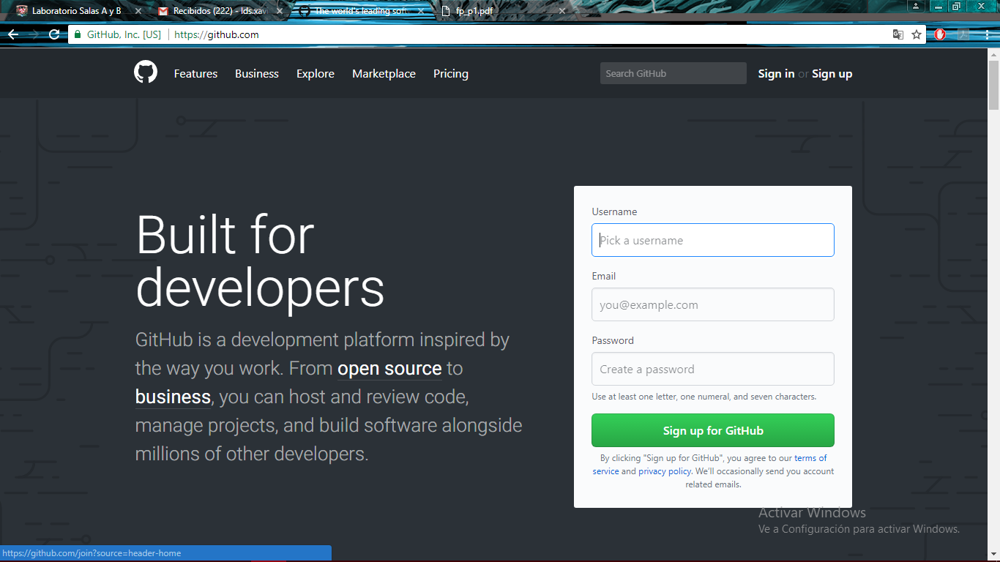 Laboratorio Salas A y B
Recibidos (222) - lds.xavi
The world's leading soft
fp_p1.pdf
GitHub, Inc. [US]
https://github.com
Features
Business
Explore
Marketplace
Pricing
Search GitHub
Sign in or Sign up
Built for
developers
GitHub is a development platform inspired by
the way you work. From open source to
business, you can host and review code,
manage projects, and build software alongside
millions of other developers.
Username
Pick a username
Email
you@example.com
Password
Create a password
Use at least one letter, one numeral, and seven characters.
Sign up for GitHub
By clicking "Sign up for GitHub", you agree to our terms of
service and privacy policy. We'll occasionally send you account
related emails.
Activar Windows
Ve a Configuración para activar Windows.
https://github.com/join?source=header-home